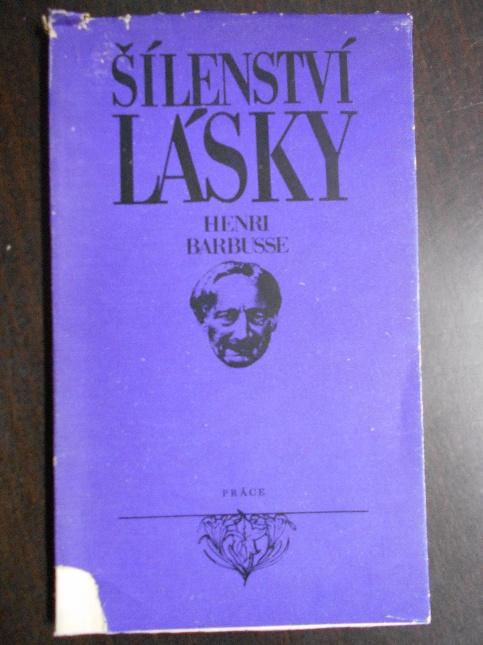 ŠÍLENSTVÍ
LÁSKY
HENRI
BARBUSSE
PRÁCE